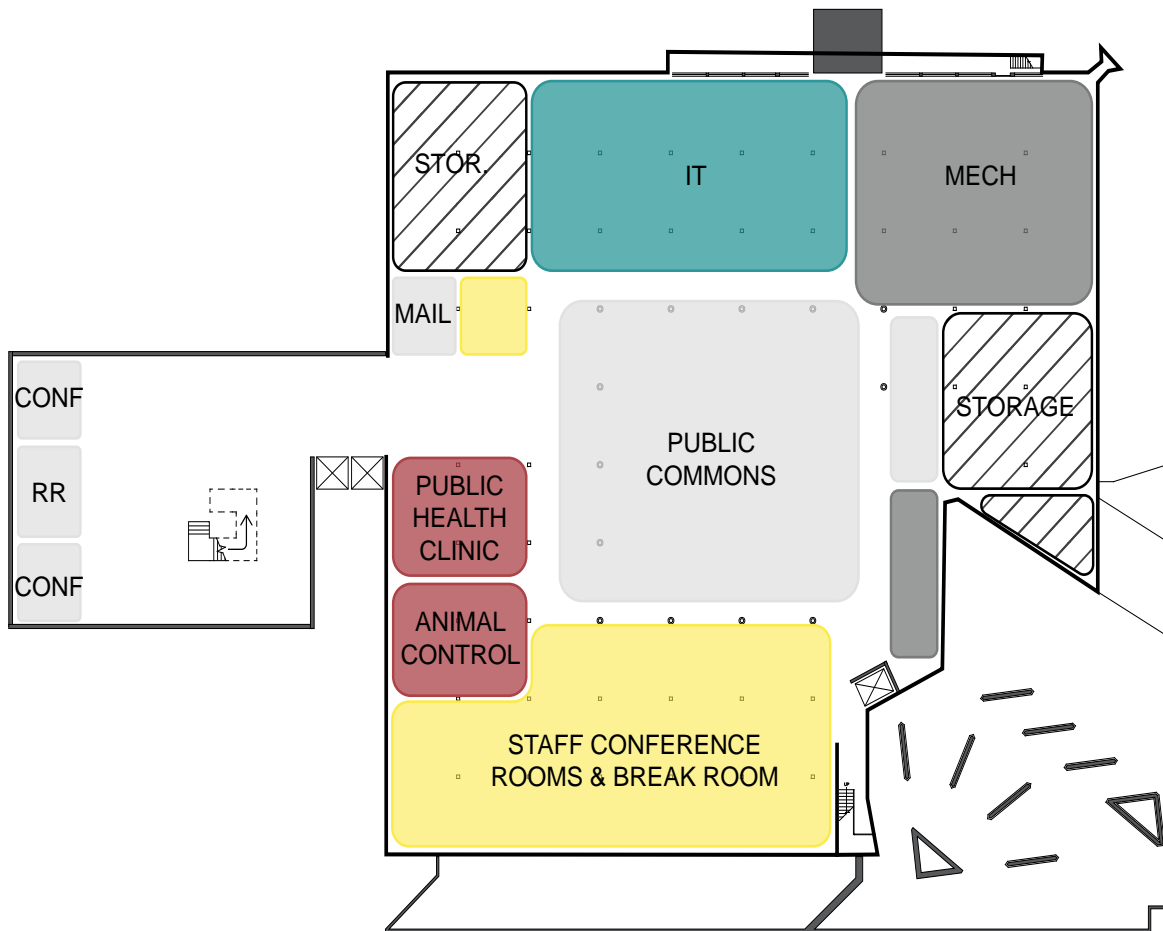 STOR.
IT
MECH
MAIL
CONF
RR
CONF
PUBLIC
COMMONS
STORAGE
PUBLIC
HEALTH
CLINIC
ANIMAL
CONTROL
STAFF CONFERENCE
ROOMS & BREAK ROOM